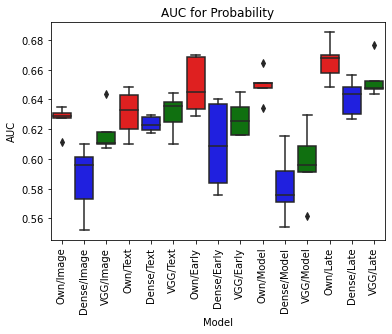 AUC for Probability
AUC
0.68
0.66
0.64
0.62
0.60
0.58
0.56
Own/Image
Dense/Image
VGG/Image
Own/Text
Dense/Text
VGG/Text
Own/Early
Dense/Early
VGG/Early
Own/Model
Dense/Model
VGG/Model
Own/Late
Dense/Late
VGG/Late
Model